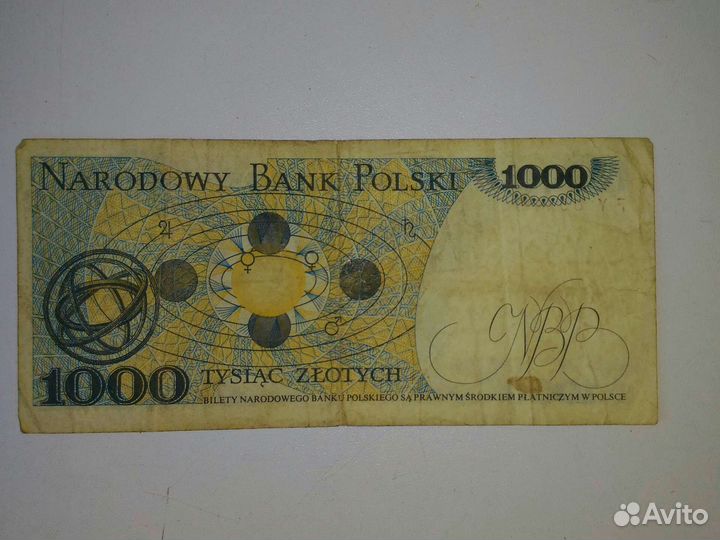 NARODOWY BANK POLSKI
1000
NBP
1000
TYSIĄC ZŁOTYCH
BILETY NARODOWEGO BANKU POLSKIEGO SĄ PRAWNYM ŚRODKIEM PŁATNICZYM W POLSCE
Avito